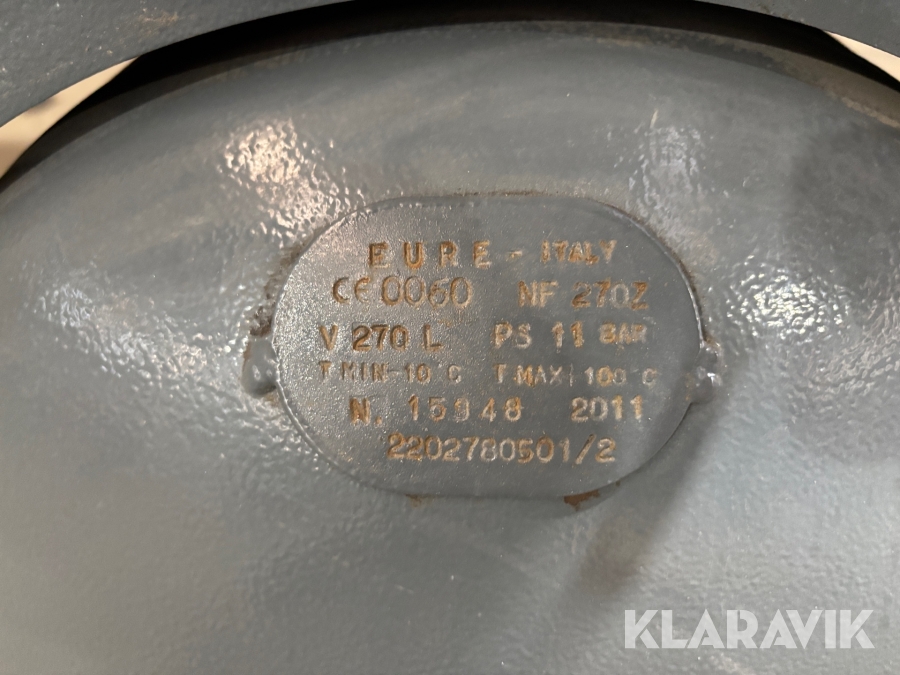 EURE - ITALY
CE 0060 NF 270Z
V 270 L PS 11 BAR
T MIN-10°C T MAX+100°C
N. 15948 2011
2202780501/2
KLARAVIK